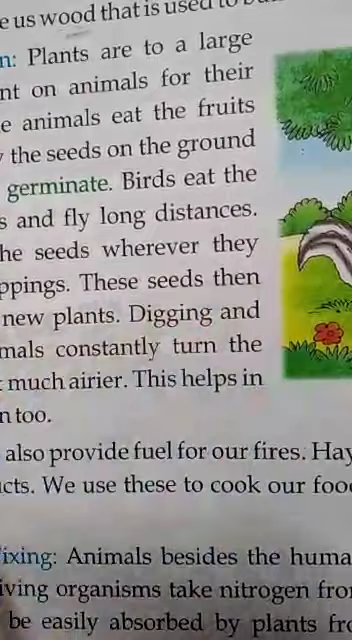 us wood that is used to
n: Plants are to a large
nt on animals for their
e animals eat the fruits
y the seeds on the ground
germinate. Birds eat the
s and fly long distances.
he seeds wherever they
ppings. These seeds then
new plants. Digging and
mals constantly turn the
t much airier. This helps in
n too.
also provide fuel for our fires. Hay
ucts. We use these to cook our foo
Fixing: Animals besides the huma
iving organisms take nitrogen fro
be easily absorbed by plants fro